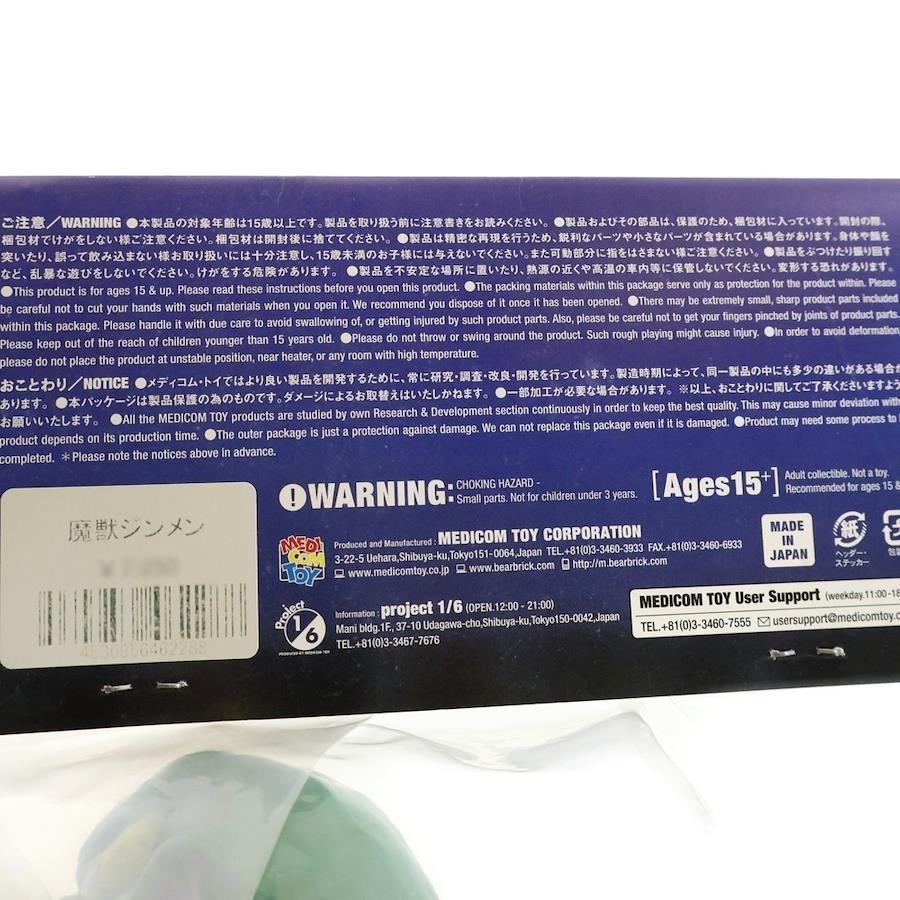 ご注意／WARNING ●本製品の対象年齢は15歳以上です。製品を取り扱う前に注意書きをお読みください。 ●製品およびその部品は、保護のため、梱包材に入っています。開封の際、
梱包材でけがをしない様ご注意ください。梱包材は開封後に捨ててください。 ●製品は精密な再現を行うため、鋭利なパーツや小さなパーツが含まれている場合があります。身体や顔を
突いたり、誤って飲み込まない様お取り扱いには十分注意し、15歳未満のお子様には与えないでください。また可動部分に指をはさまない様ご注意ください。 ●製品をぶつけたり振り回す
など、乱暴な遊びをしないでください。けがをする危険があります。 ●製品を不安定な場所に置いたり、熱源の近くや高温の車内等に保管しないでください。変形する恐れがあります。
●This product is for ages 15 & up. Please read these instructions before you open this product. ●The packing materials within this package serve only as protection for the product within. Please
be careful not to cut your hands with such materials when you open it. We recommend you dispose of it once it has been opened. ●There may be extremely small, sharp product parts included
within this package. Please handle it with due care to avoid swallowing of, or getting injured by such product parts. Also, please be careful not to get your fingers pinched by joints of product parts.
Please keep out of the reach of children younger than 15 years old. ●Please do not throw or swing around the product. Such rough playing might cause injury. ●In order to avoid deformation,
please do not place the product at unstable position, near heater, or any room with high temperature.
おことわり／NOTICE ●メディコム・トイではより良い製品を開発するために、常に研究・調査・改良・開発を行っています。製造時期によって、同一製品の中にも多少の違いがある場合が
あります。 ●本パッケージは製品保護の為のものです。ダメージによるお取替えはいたしかねます。 ●一部加工が必要な場合があります。 ※以上、おことわりに関してご了承くださいますよう
お願いいたします。 ●All the MEDICOM TOY products are studied by own Research & Development section continuously in order to keep the best quality. This may cause minor deviation with
product depends on its production time. ●The outer package is just a protection against damage. We can not replace this package even if it is damaged. ●Product may need some process to
completed. ＊Please note the notices above in advance.
WARNING: CHOKING HAZARD -
Small parts. Not for children under 3 years.
[Ages15+] Adult collectible. Not a toy.
Recommended for ages 15 &
魔獣ジンメン
4530956462288
MEDICOM TOY
Produced and Manufactured : MEDICOM TOY CORPORATION
3-22-5 Uehara,Shibuya-ku,Tokyo151-0064,Japan TEL.+81(0)3-3460-3933 FAX.+81(0)3-3460-6933
www.medicomtoy.co.jp www.bearbrick.com http://m.bearbrick.com
MADE IN JAPAN
紙
ヘッダー・
ステッカー
Project 1/6
PRODUCED BY MEDICOM TOY
Information : project 1/6 (OPEN.12:00 - 21:00)
Mani bldg.1F. 37-10 Udagawa-cho,Shibuya-ku,Tokyo150-0042,Japan
TEL.+81(0)3-3467-7676
MEDICOM TOY User Support (weekday.11:00-18
TEL.+81(0)3-3460-7555 usersupport@medicomtoy.co